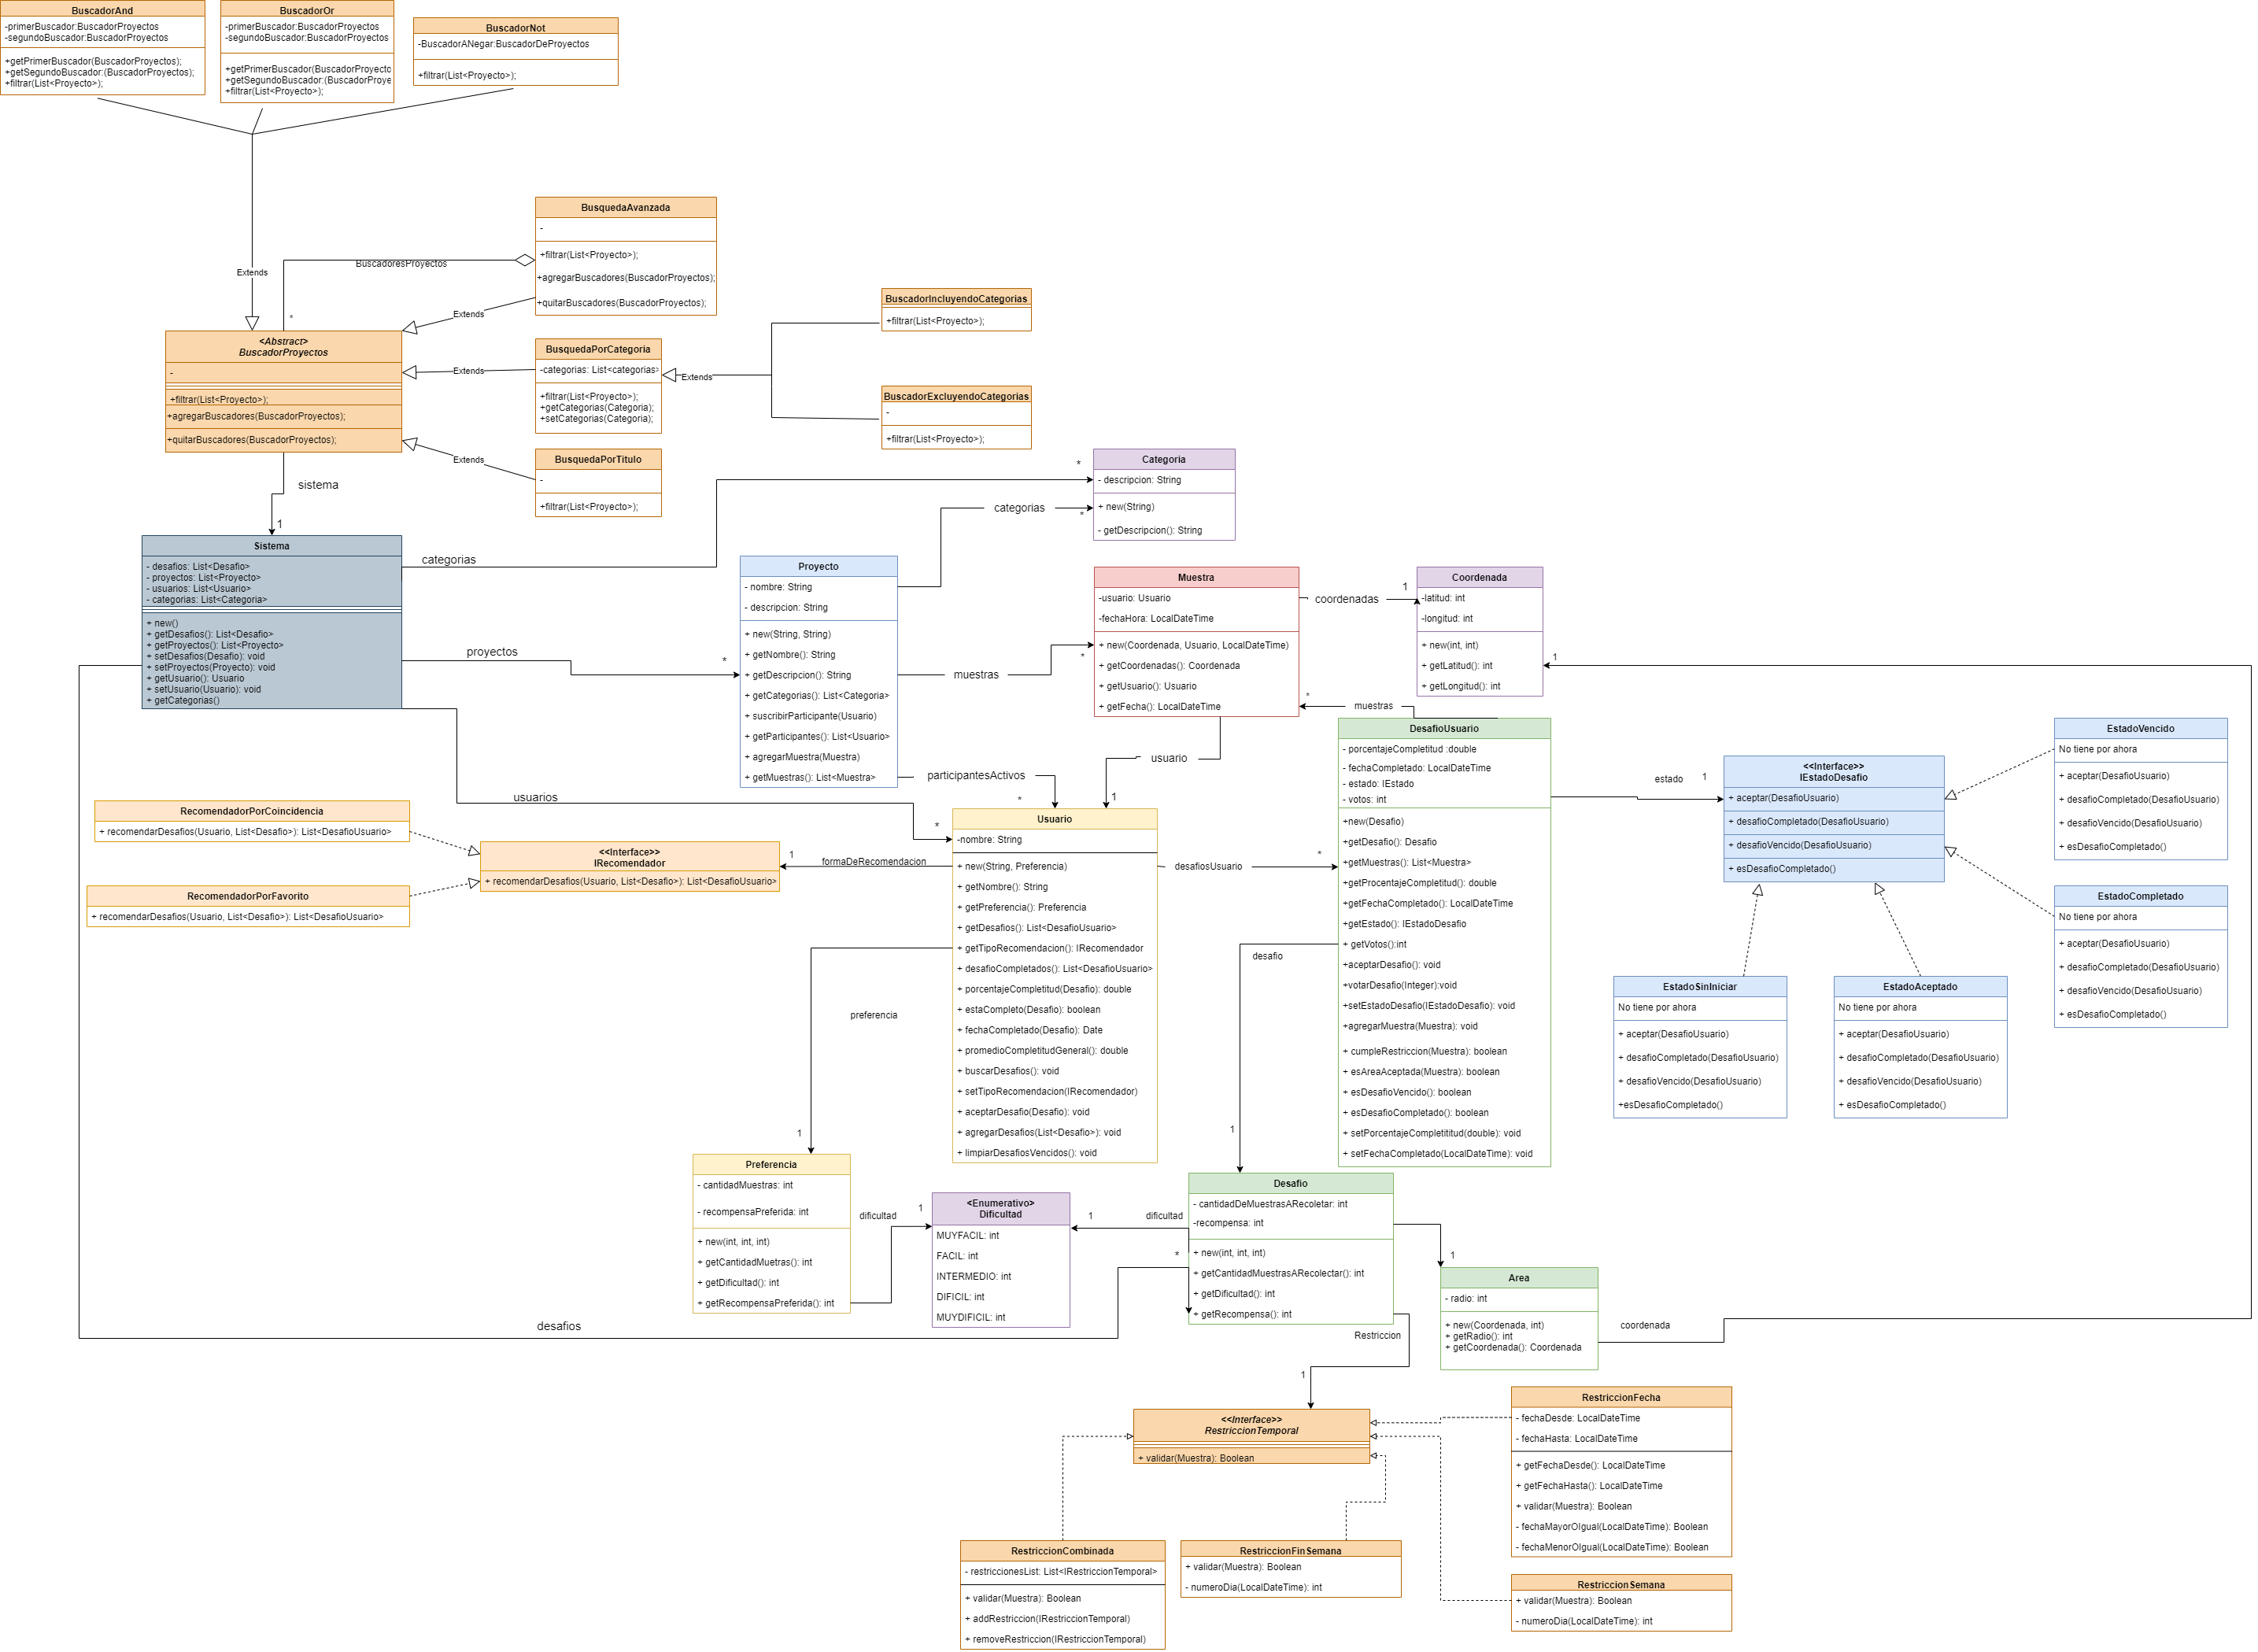 BuscadorAnd
-primerBuscador:BuscadorProyectos
-segundoBuscador:BuscadorProyectos
+getPrimerBuscador(BuscadorProyectos);
+getSegundoBuscador:(BuscadorProyectos);
+filtrar(List<Proyecto>);
BuscadorOr
-primerBuscador:BuscadorProyectos
-segundoBuscador:BuscadorProyectos
+getPrimerBuscador(BuscadorProyecto
+getSegundoBuscador:(BuscadorProye
+filtrar(List<Proyecto>);
BuscadorNot
-BuscadorANegar:BuscadorDeProyectos
+filtrar(List<Proyecto>);
Extends
BuscadoresProyectos
*
BusquedaAvanzada
-
+filtrar(List<Proyecto>);
+agregarBuscadores(BuscadorProyectos);
+quitarBuscadores(BuscadorProyectos);
Extends
<Abstract>
BuscadorProyectos
-
+filtrar(List<Proyecto>);
+agregarBuscadores(BuscadorProyectos);
+quitarBuscadores(BuscadorProyectos);
Extends
BusquedaPorCategoria
-categorias: List<categorias>
+filtrar(List<Proyecto>);
+getCategorias(Categoria);
+setCategorias(Categoria);
Extends
BuscadorIncluyendoCategorias
+filtrar(List<Proyecto>);
BuscadorExcluyendoCategorias
-
+filtrar(List<Proyecto>);
Extends
BusquedaPorTitulo
-
+filtrar(List<Proyecto>);
sistema
1
Sistema
- desafios: List<Desafio>
- proyectos: List<Proyecto>
- usuarios: List<Usuario>
- categorias: List<Categoria>
+ new()
+ getDesafios(): List<Desafio>
+ getProyectos(): List<Proyecto>
+ setDesafios(Desafio): void
+ setProyectos(Proyecto): void
+ getUsuario(): Usuario
+ setUsuario(Usuario): void
+ getCategorias()
categorias
*
Categoria
- descripcion: String
+ new(String)
- getDescripcion(): String
categorias
*
proyectos
*
Proyecto
- nombre: String
- descripcion: String
+ new(String, String)
+ getNombre(): String
+ getDescripcion(): String
+ getCategorias(): List<Categoria>
+ suscribirParticipante(Usuario)
+ getParticipantes(): List<Usuario>
+ agregarMuestra(Muestra)
+ getMuestras(): List<Muestra>
muestras
*
Muestra
-usuario: Usuario
-fechaHora: LocalDateTime
+ new(Coordenada, Usuario, LocalDateTime)
+ getCoordenadas(): Coordenada
+ getUsuario(): Usuario
+ getFecha(): LocalDateTime
coordenadas
1
Coordenada
-latitud: int
-longitud: int
+ new(int, int)
+ getLatitud(): int
+ getLongitud(): int
1
*
muestras
usuario
1
participantesActivos
*
usuarios
*
DesafioUsuario
- porcentajeCompletitud :double
- fechaCompletado: LocalDateTime
- estado: IEstado
- votos: int
+new(Desafio)
+getDesafio(): Desafio
+getMuestras(): List<Muestra>
+getProcentajeCompletitud(): double
+getFechaCompletado(): LocalDateTime
+getEstado(): IEstadoDesafio
+ getVotos():int
+aceptarDesafio(): void
+votarDesafio(Integer):void
+setEstadoDesafio(IEstadoDesafio): void
+agregarMuestra(Muestra): void
+ cumpleRestriccion(Muestra): boolean
+ esAreaAceptada(Muestra): boolean
+ esDesafioVencido(): boolean
+ esDesafioCompletado(): boolean
+ setPorcentajeCompletititud(double): void
+ setFechaCompletado(LocalDateTime): void
estado
1
<<Interface>>
IEstadoDesafio
+ aceptar(DesafioUsuario)
+ desafioCompletado(DesafioUsuario)
+ desafioVencido(DesafioUsuario)
+ esDesafioCompletado()
EstadoVencido
No tiene por ahora
+ aceptar(DesafioUsuario)
+ desafioCompletado(DesafioUsuario)
+ desafioVencido(DesafioUsuario)
+ esDesafioCompletado()
EstadoCompletado
No tiene por ahora
+ aceptar(DesafioUsuario)
+ desafioCompletado(DesafioUsuario)
+ desafioVencido(DesafioUsuario)
+ esDesafioCompletado()
EstadoSinIniciar
No tiene por ahora
+ aceptar(DesafioUsuario)
+ desafioCompletado(DesafioUsuario)
+ desafioVencido(DesafioUsuario)
+esDesafioCompletado()
EstadoAceptado
No tiene por ahora
+ aceptar(DesafioUsuario)
+ desafioCompletado(DesafioUsuario)
+ desafioVencido(DesafioUsuario)
+ esDesafioCompletado()
RecomendadorPorCoincidencia
+ recomendarDesafios(Usuario, List<Desafio>): List<DesafioUsuario>
RecomendadorPorFavorito
+ recomendarDesafios(Usuario, List<Desafio>): List<DesafioUsuario>
<<Interface>>
IRecomendador
+ recomendarDesafios(Usuario, List<Desafio>): List<DesafioUsuario>
1
formaDeRecomendacion
Usuario
-nombre: String
+ new(String, Preferencia)
+ getNombre(): String
+ getPreferencia(): Preferencia
+ getDesafios(): List<DesafioUsuario>
+ getTipoRecomendacion(): IRecomendador
+ desafioCompletados(): List<DesafioUsuario>
+ porcentajeCompletitud(Desafio): double
+ estaCompleto(Desafio): boolean
+ fechaCompletado(Desafio): Date
+ promedioCompletitudGeneral(): double
+ buscarDesafios(): void
+ setTipoRecomendacion(IRecomendador)
+ aceptarDesafio(Desafio): void
+ agregarDesafios(List<Desafio>): void
+ limpiarDesafiosVencidos(): void
desafiosUsuario
*
desafio
1
preferencia
1
Preferencia
- cantidadMuestras: int
- recompensaPreferida: int
+ new(int, int, int)
+ getCantidadMuetras(): int
+ getDificultad(): int
+ getRecompensaPreferida(): int
dificultad
1
<Enumerativo>
Dificultad
MUYFACIL: int
FACIL: int
INTERMEDIO: int
DIFICIL: int
MUYDIFICIL: int
1
dificultad
*
Desafio
- cantidadDeMuestrasARecoletar: int
-recompensa: int
+ new(int, int, int)
+ getCantidadMuestrasARecolectar(): int
+ getDificultad(): int
+ getRecompensa(): int
1
Area
- radio: int
+ new(Coordenada, int)
+ getRadio(): int
+ getCoordenada(): Coordenada
coordenada
desafios
Restriccion
1
<<Interface>>
RestriccionTemporal
+ validar(Muestra): Boolean
RestriccionFecha
- fechaDesde: LocalDateTime
- fechaHasta: LocalDateTime
+ getFechaDesde(): LocalDateTime
+ getFechaHasta(): LocalDateTime
+ validar(Muestra): Boolean
- fechaMayorOIgual(LocalDateTime): Boolean
- fechaMenorOIgual(LocalDateTime): Boolean
RestriccionCombinada
- restriccionesList: List<IRestriccionTemporal>
+ validar(Muestra): Boolean
+ addRestriccion(IRestriccionTemporal)
+ removeRestriccion(IRestriccionTemporal)
RestriccionFinSemana
+ validar(Muestra): Boolean
- numeroDia(LocalDateTime): int
RestriccionSemana
+ validar(Muestra): Boolean
- numeroDia(LocalDateTime): int